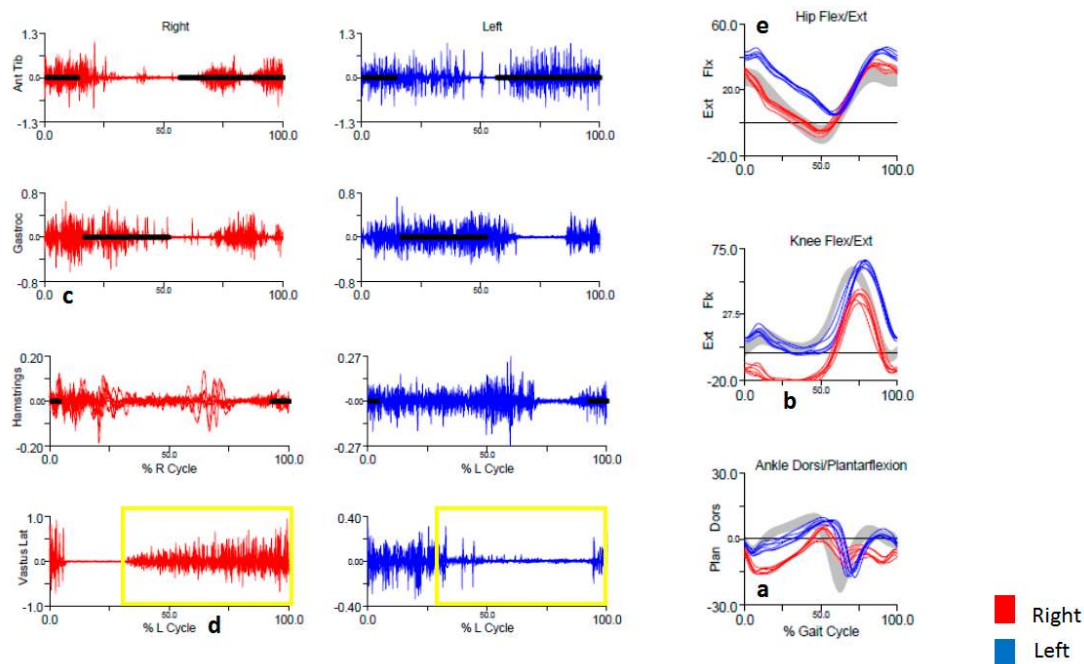 Right
Left
1.3
Ant Tib
0.0
-1.3
0.0
50.0
100.0
1.3
0.0
-1.3
0.0
50.0
100.0
0.8
Gastroc
0.0
-0.8
0.0
50.0
100.0
c
0.8
0.0
-0.8
0.0
50.0
100.0
0.20
Hamstrings
0.00
-0.20
0.0
50.0
100.0
% R Cycle
0.27
-0.00
-0.27
0.0
50.0
100.0
% L Cycle
1.0
Vastus Lat
0.0
-1.0
0.0
50.0
100.0
% L Cycle
d
0.40
0.0
-0.40
0.0
50.0
100.0
% L Cycle
e
Hip Flex/Ext
60.0
Flx
20.0
Ext
-20.0
0.0
50.0
100.0
Knee Flex/Ext
75.0
Flx
27.5
Ext
-20.0
0.0
50.0
100.0
b
Ankle Dorsi/Plantarflexion
30.0
Dors
0.0
Plan
-30.0
a
0.0
50.0
100.0
% Gait Cycle
Right
Left